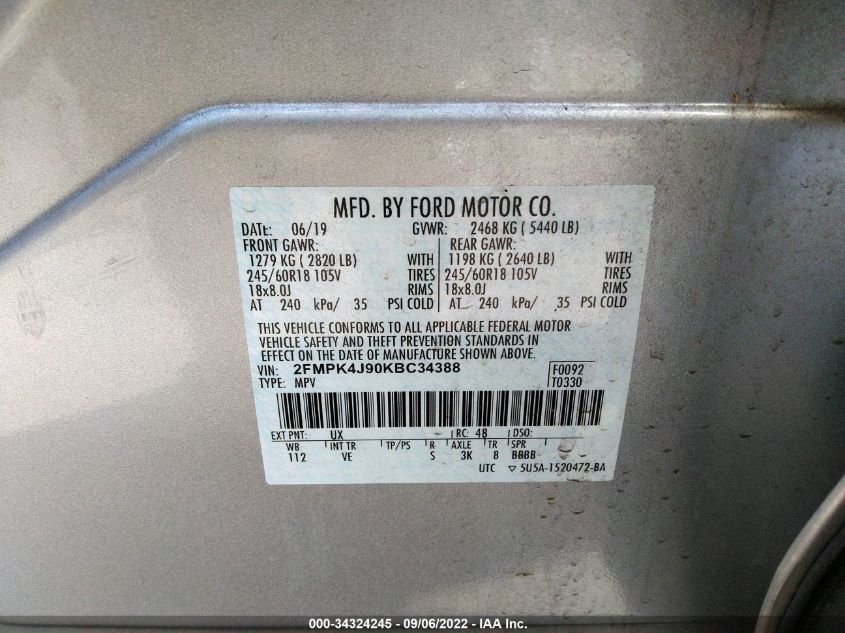 MFD. BY FORD MOTOR CO.
DATE: 06/19 GVWR: 2468 KG ( 5440 LB)
FRONT GAWR: REAR GAWR:
1279 KG ( 2820 LB) WITH 1198 KG ( 2640 LB) WITH
245/60R18 105V TIRES 245/60R18 105V TIRES
18x8.0J RIMS 18x8.0J RIMS
AT 240 kPa/ 35 PSI COLD AT 240 kPa/ 35 PSI COLD
THIS VEHICLE CONFORMS TO ALL APPLICABLE FEDERAL MOTOR
VEHICLE SAFETY AND THEFT PREVENTION STANDARDS IN
EFFECT ON THE DATE OF MANUFACTURE SHOWN ABOVE.
VIN: 2FMPK4J90KBC34388 F0092
TYPE: MPV T0330
EXT PNT: UX RC: 48 DSO:
WB INT TR TP/PS R AXLE TR SPR
112 VE S 3K 8 BBBB
UTC ▽ 5U5A-1520472-BA
000-34324245 - 09/06/2022 - IAA Inc.